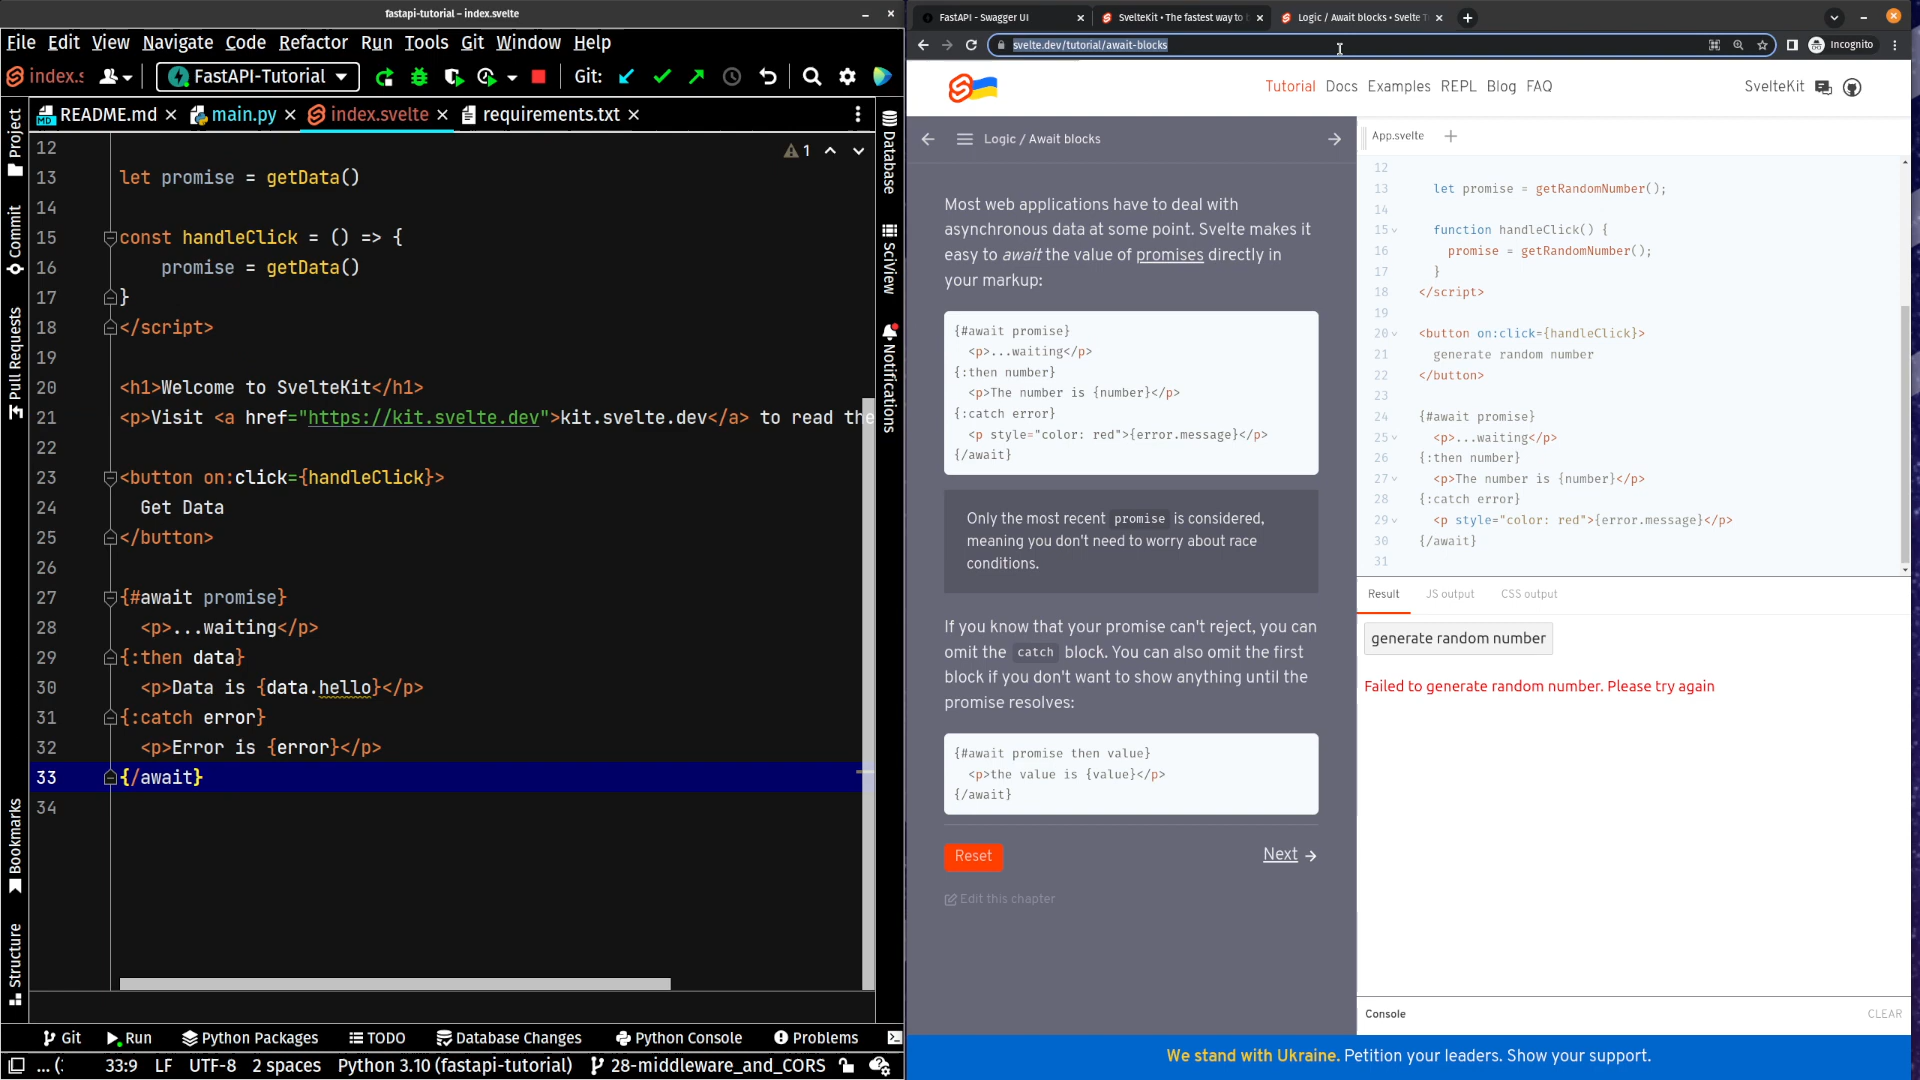 fastapi-tutorial – index.svelte
File Edit View Navigate Code Refactor Run Tools Git Window Help
index.s FastAPI-Tutorial Git:
README.md main.py index.svelte requirements.txt
Project
Commit
Pull Requests
Bookmarks
Structure
12
13 let promise = getData()
14
15 const handleClick = () => {
16 promise = getData()
17 }
18 </script>
19
20 <h1>Welcome to SvelteKit</h1>
21 <p>Visit <a href="https://kit.svelte.dev">kit.svelte.dev</a> to read the
22
23 <button on:click={handleClick}>
24 Get Data
25 </button>
26
27 {#await promise}
28 <p>...waiting</p>
29 {:then data}
30 <p>Data is {data.hello}</p>
31 {:catch error}
32 <p>Error is {error}</p>
33 {/await}
34
1
Database
SciView
Notifications
Git Run Python Packages TODO Database Changes Python Console Problems
... (: 33:9 LF UTF-8 2 spaces Python 3.10 (fastapi-tutorial) 28-middleware_and_CORS
FastAPI - Swagger UI SvelteKit • The fastest way to Logic / Await blocks • Svelte T
svelte.dev/tutorial/await-blocks Incognito
Tutorial Docs Examples REPL Blog FAQ SvelteKit
Logic / Await blocks
Most web applications have to deal with
asynchronous data at some point. Svelte makes it
easy to await the value of promises directly in
your markup:
{#await promise}
<p>...waiting</p>
{:then number}
<p>The number is {number}</p>
{:catch error}
<p style="color: red">{error.message}</p>
{/await}
Only the most recent promise is considered,
meaning you don't need to worry about race
conditions.
If you know that your promise can't reject, you can
omit the catch block. You can also omit the first
block if you don't want to show anything until the
promise resolves:
{#await promise then value}
<p>the value is {value}</p>
{/await}
Reset Next
Edit this chapter
App.svelte
12
13 let promise = getRandomNumber();
14
15 function handleClick() {
16 promise = getRandomNumber();
17 }
18 </script>
19
20 <button on:click={handleClick}>
21 generate random number
22 </button>
23
24 {#await promise}
25 <p>...waiting</p>
26 {:then number}
27 <p>The number is {number}</p>
28 {:catch error}
29 <p style="color: red">{error.message}</p>
30 {/await}
31
Result JS output CSS output
generate random number
Failed to generate random number. Please try again
Console CLEAR
We stand with Ukraine. Petition your leaders. Show your support.